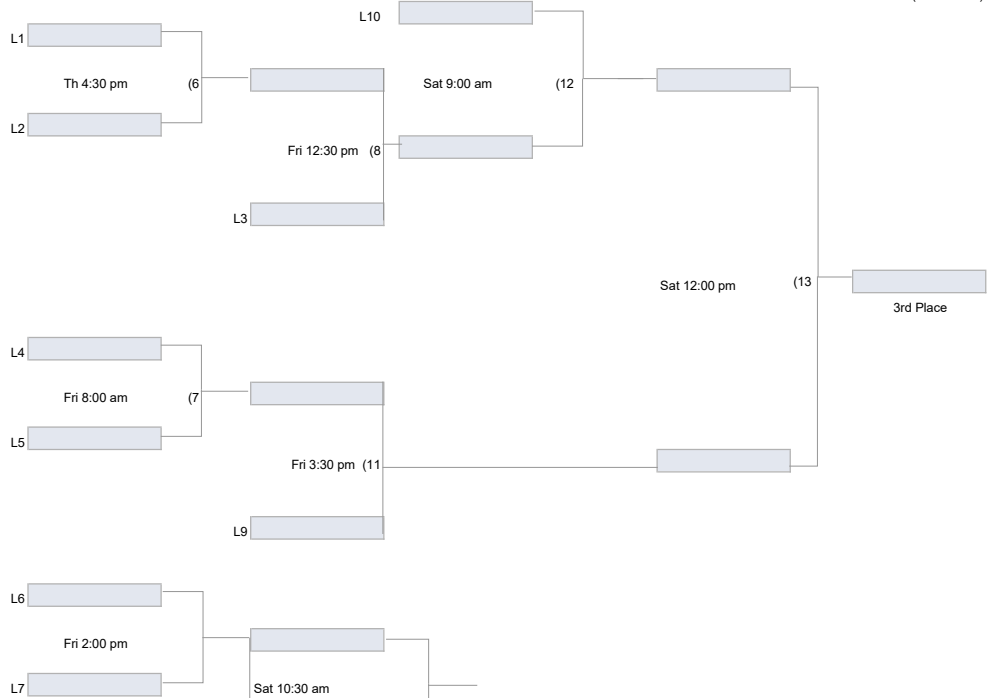 L10
L1
Th 4:30 pm (6
Sat 9:00 am (12
L2
Fri 12:30 pm (8
L3
Sat 12:00 pm (13
3rd Place
L4
Fri 8:00 am (7
L5
Fri 3:30 pm (11
L9
L6
Fri 2:00 pm
L7
Sat 10:30 am